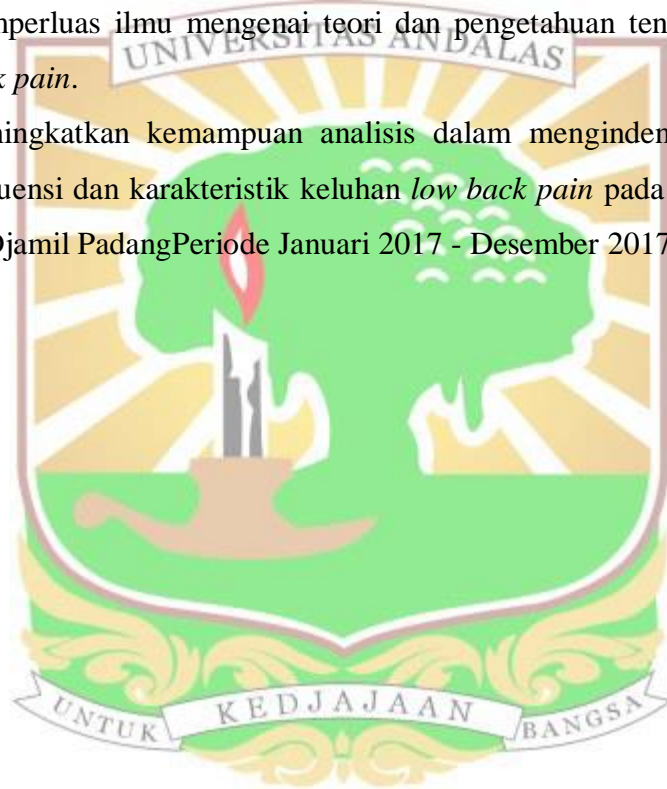 nperluas ilmu mengenai teori dan pengetahuan ten
UNIVERSITAS ANDALAS
k pain.
ningkatkan kemampuan analisis dalam menginden
uensi dan karakteristik keluhan low back pain pada
Djamil PadangPeriode Januari 2017 - Desember 2017
UNTUK KEDJAJAAN BANGSA